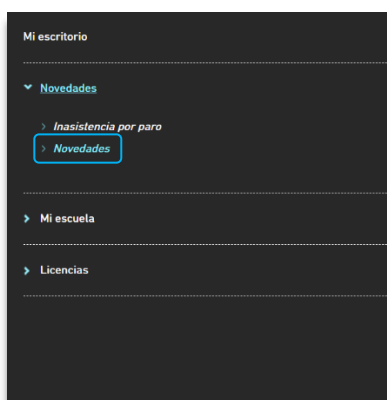 Mi escritorio
Novedades
Inasistencia por paro
Novedades
Mi escuela
Licencias